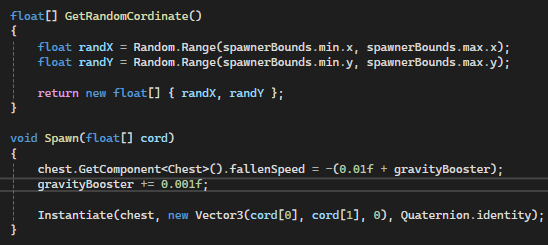 float[] GetRandomCordinate()
{
    float randX = Random.Range(spawnerBounds.min.x, spawnerBounds.max.x);
    float randY = Random.Range(spawnerBounds.min.y, spawnerBounds.max.y);

    return new float[] { randX, randY };
}

void Spawn(float[] cord)
{
    chest.GetComponent<Chest>().fallenSpeed = -(0.01f + gravityBooster);
    gravityBooster += 0.001f;

    Instantiate(chest, new Vector3(cord[0], cord[1], 0), Quaternion.identity);
}